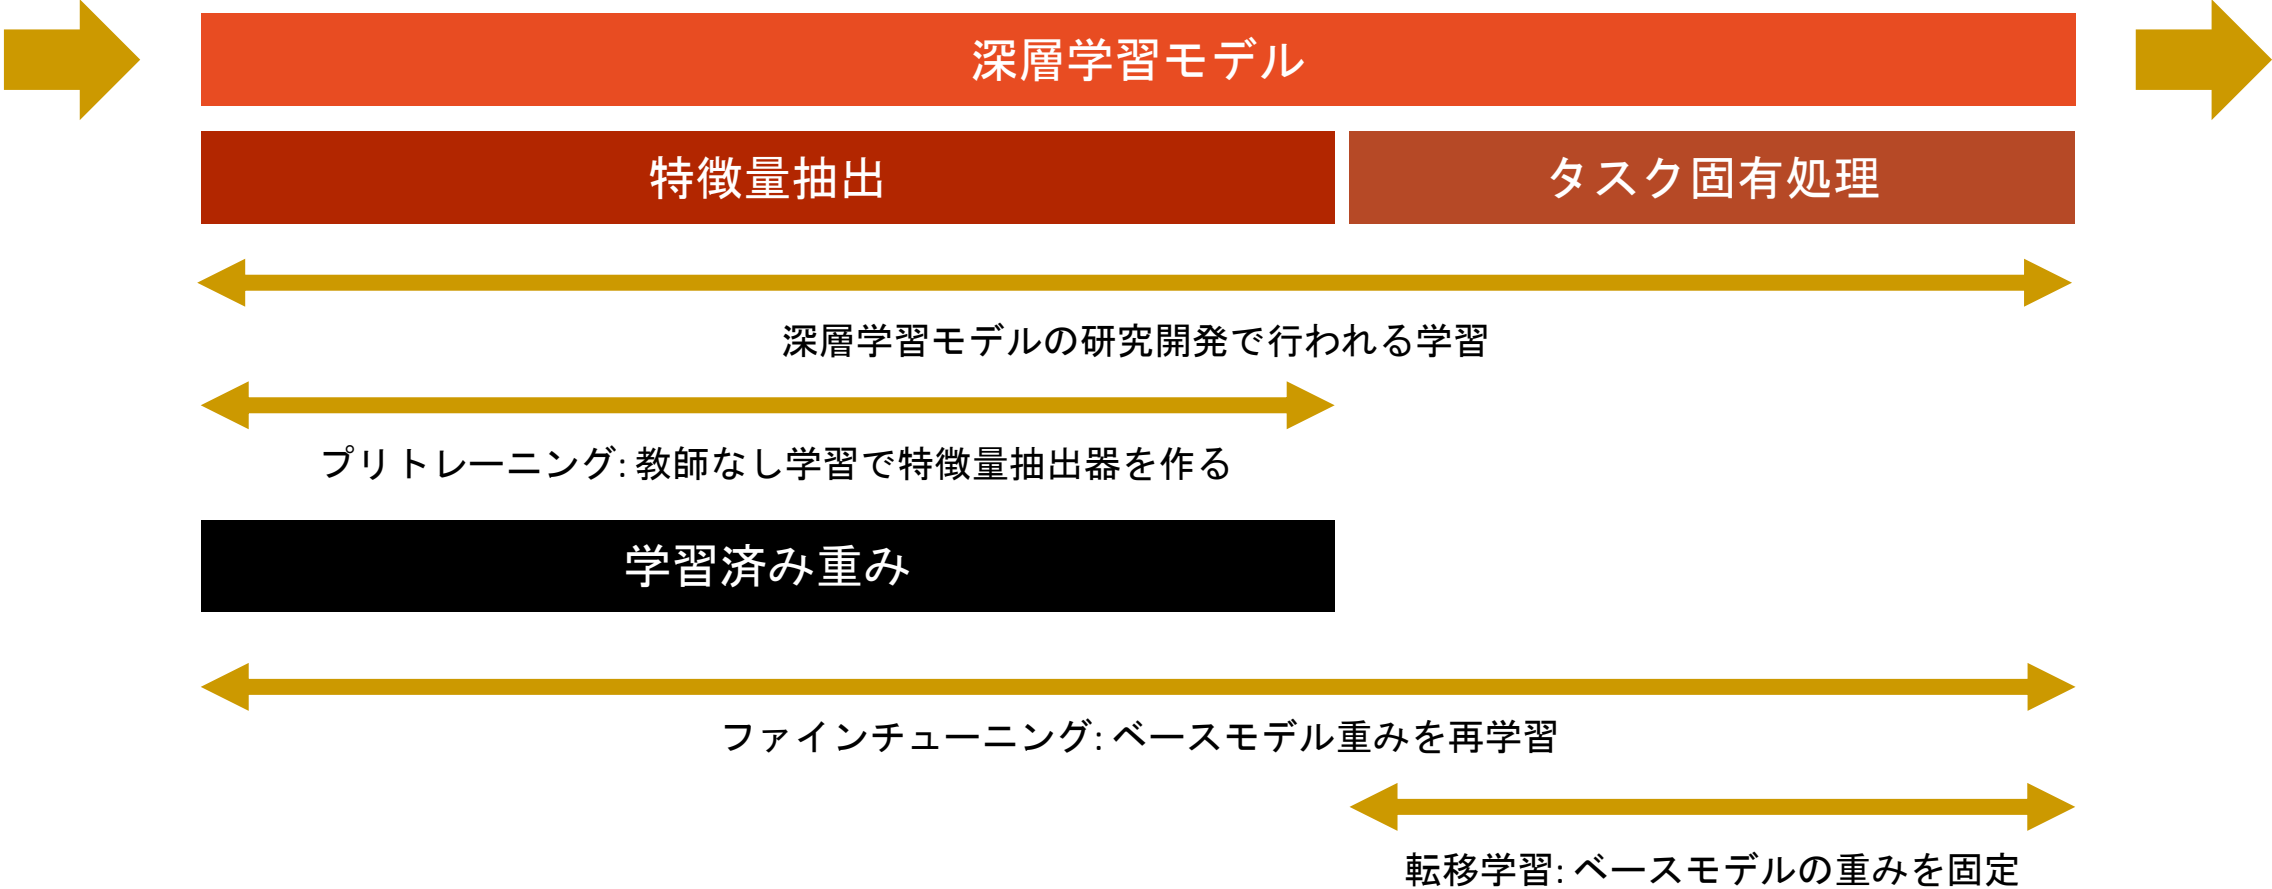 深層学習モデル
特徴量抽出
タスク固有処理
深層学習モデルの研究開発で行われる学習
プリトレーニング: 教師なし学習で特徴量抽出器を作る
学習済み重み
ファインチューニング: ベースモデル重みを再学習
転移学習: ベースモデルの重みを固定